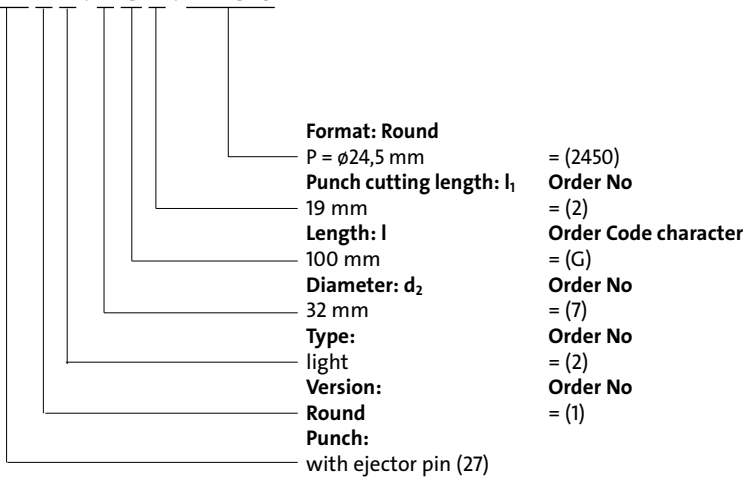 Format: Round
P = ø24,5 mm = (2450)
Punch cutting length: l₁ Order No
19 mm = (2)
Length: l Order Code character
100 mm = (G)
Diameter: d₂ Order No
32 mm = (7)
Type: Order No
light = (2)
Version: Order No
Round = (1)
Punch:
with ejector pin (27)